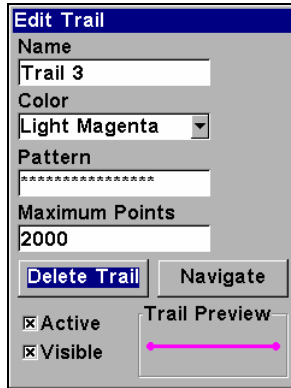 Edit Trail
Name
Trail 3
Color
Light Magenta
Pattern
***************
Maximum Points
2000
Delete Trail Navigate
Active
Trail Preview
Visible